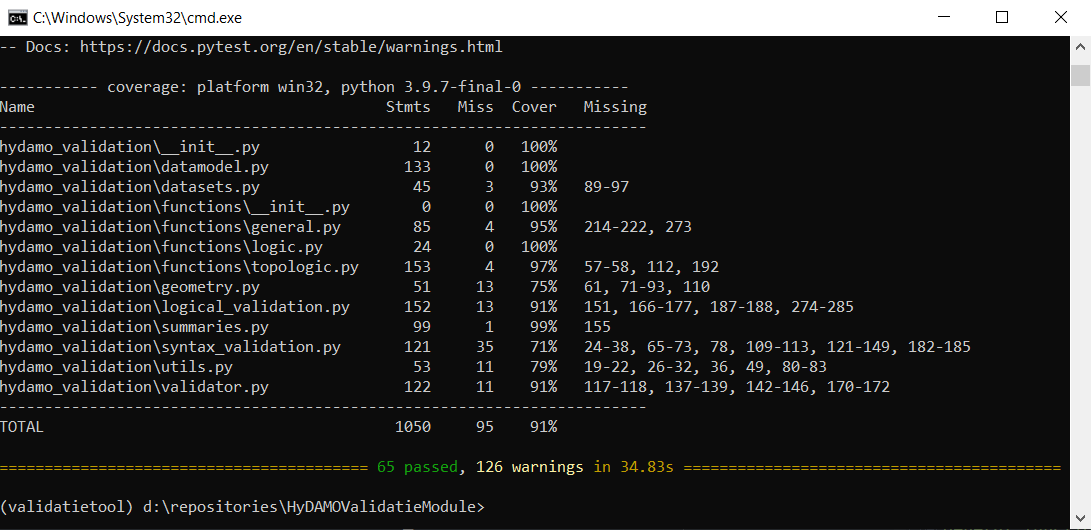 C:\Windows\System32\cmd.exe
-- Docs: https://docs.pytest.org/en/stable/warnings.html
----------- coverage: platform win32, python 3.9.7-final-0 -----------
Name                                       Stmts   Miss  Cover   Missing
------------------------------------------------------------------------
hydamo_validation\__init__.py                 12      0   100%
hydamo_validation\datamodel.py               133      0   100%
hydamo_validation\datasets.py                 45      3    93%   89-97
hydamo_validation\functions\__init__.py        0      0   100%
hydamo_validation\functions\general.py        85      4    95%   214-222, 273
hydamo_validation\functions\logic.py          24      0   100%
hydamo_validation\functions\topologic.py     153      4    97%   57-58, 112, 192
hydamo_validation\geometry.py                 51     13    75%   61, 71-93, 110
hydamo_validation\logical_validation.py      152     13    91%   151, 166-177, 187-188, 274-285
hydamo_validation\summaries.py                99      1    99%   155
hydamo_validation\syntax_validation.py       121     35    71%   24-38, 65-73, 78, 109-113, 121-149, 182-185
hydamo_validation\utils.py                    53     11    79%   19-22, 26-32, 36, 49, 80-83
hydamo_validation\validator.py               122     11    91%   117-118, 137-139, 142-146, 170-172
------------------------------------------------------------------------
TOTAL                                       1050     95    91%
========================================= 65 passed, 126 warnings in 34.83s ==========================================
(validatietool) d:\repositories\HyDAMOValidatieModule>